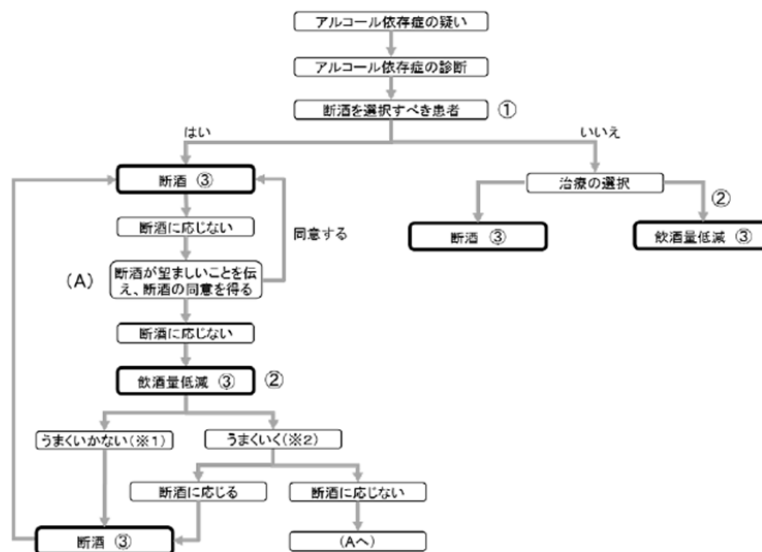 アルコール依存症の疑い
アルコール依存症の診断
断酒を選択すべき患者 ①
はい
いいえ
断酒 ③
治療の選択
②
断酒に応じない
同意する
断酒 ③
飲酒量低減 ③
(A)
断酒が望ましいことを伝
え、断酒の同意を得る
断酒に応じない
飲酒量低減 ③ ②
うまくいかない(※1)
うまくいく(※2)
断酒に応じる
断酒に応じない
断酒 ③
(Aへ)